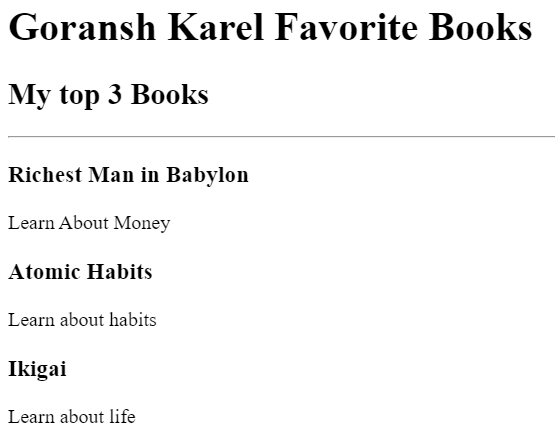 Goransh Karel Favorite Books
My top 3 Books
Richest Man in Babylon
Learn About Money
Atomic Habits
Learn about habits
Ikigai
Learn about life